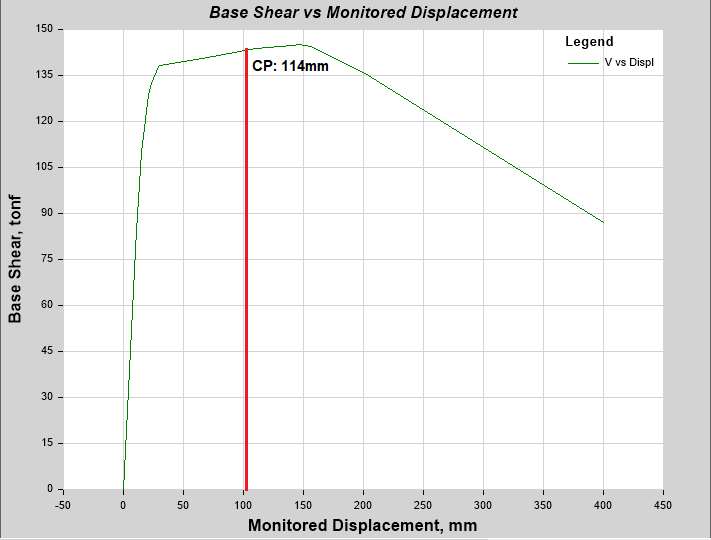 Base Shear vs Monitored Displacement
Legend
V vs Displ
CP: 114mm
150
135
120
105
90
75
60
45
30
15
0
Base Shear, tonf
-50 0 50 100 150 200 250 300 350 400 450
Monitored Displacement, mm